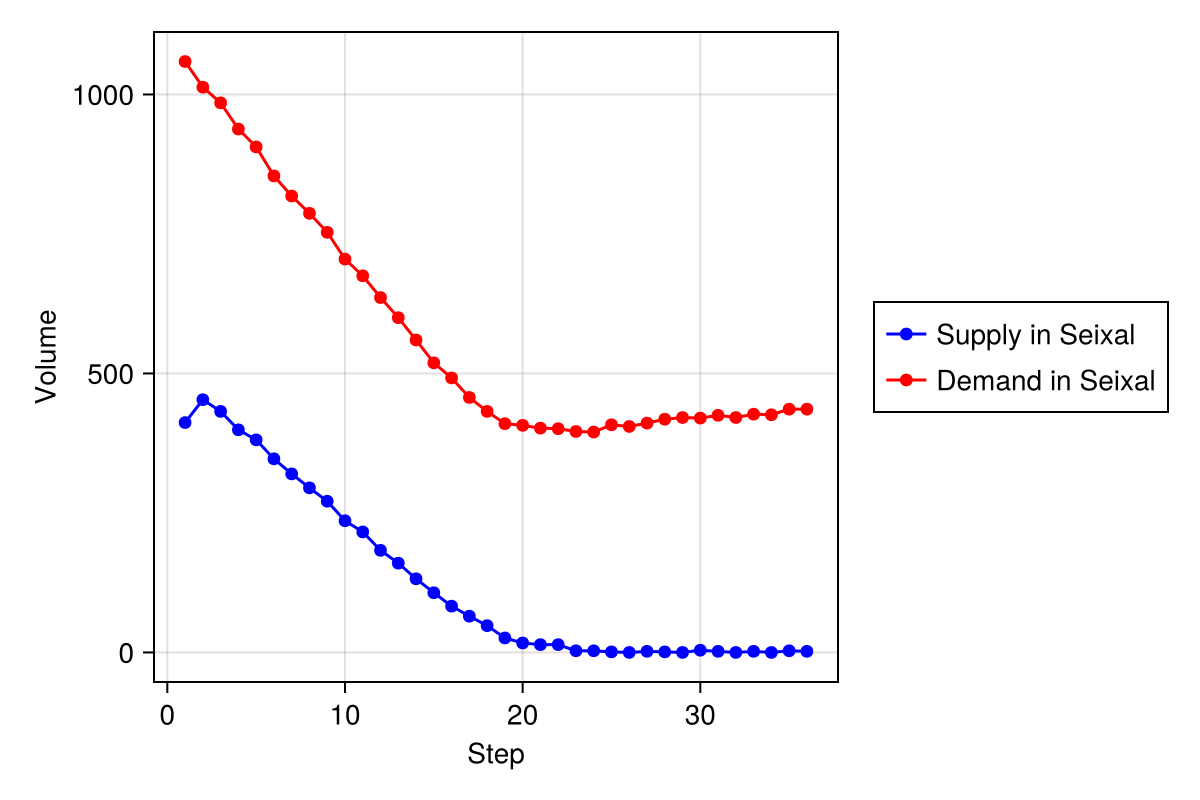 1000
500
0
Volume
0 10 20 30
Step
Supply in Seixal
Demand in Seixal